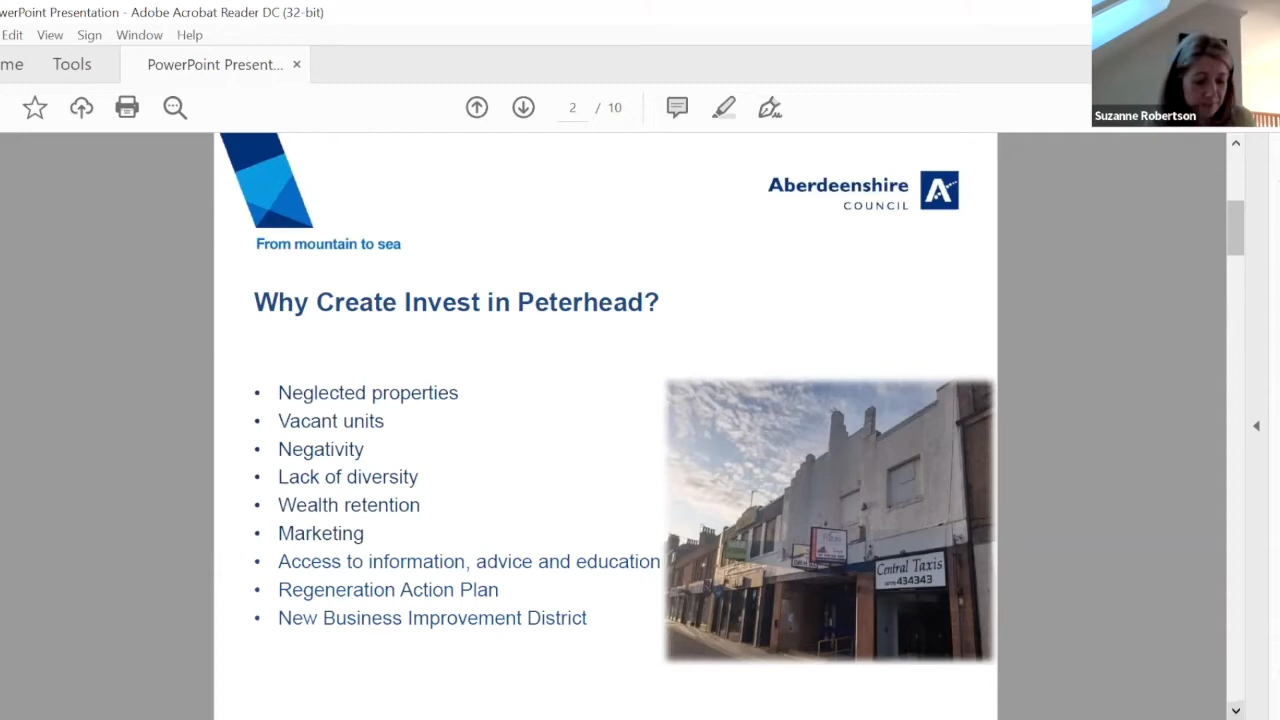 owerPoint Presentation - Adobe Acrobat Reader DC (32-bit)
Edit View Sign Window Help
me Tools PowerPoint Present... ×
2 / 10
Suzanne Robertson
Aberdeenshire
COUNCIL
From mountain to sea
Why Create Invest in Peterhead?
• Neglected properties
• Vacant units
• Negativity
• Lack of diversity
• Wealth retention
• Marketing
• Access to information, advice and education
• Regeneration Action Plan
• New Business Improvement District
Central Taxis
434343